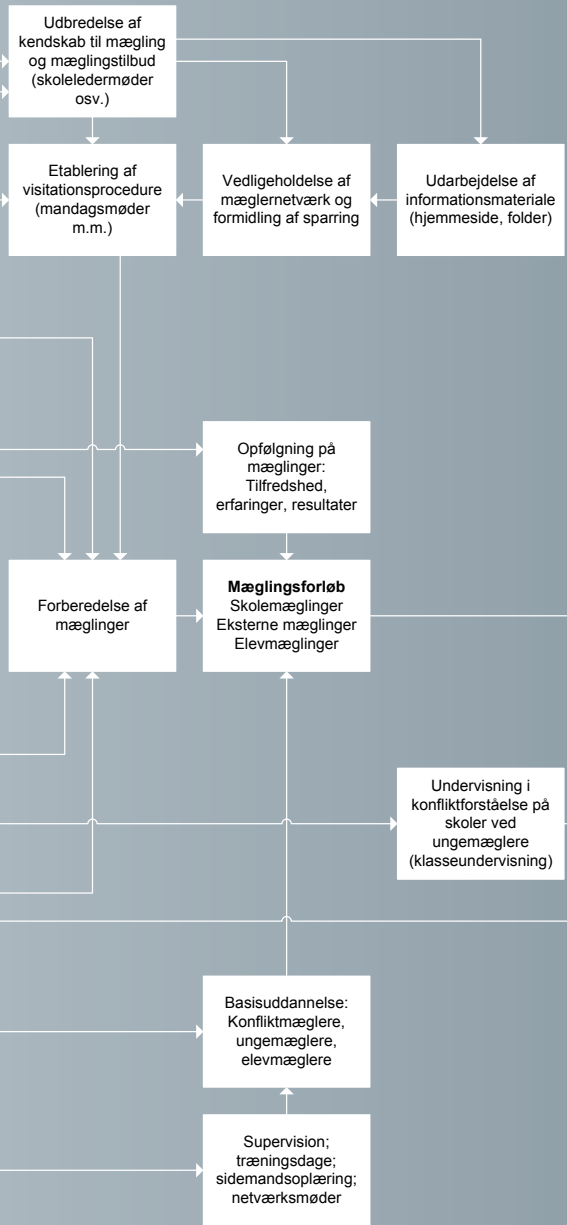 Udbredelse af
kendskab til mægling
og mæglingstilbud
(skoleledermøder
osv.)
Etablering af
visitationsprocedure
(mandagsmøder
m.m.)
Vedligeholdelse af
mæglernetværk og
formidling af sparring
Udarbejdelse af
informationsmateriale
(hjemmeside, folder)
Opfølgning på
mæglinger:
Tilfredshed,
erfaringer, resultater
Forberedelse af
mæglinger
Mæglingsforløb
Skolemæglinger
Eksterne mæglinger
Elevmæglinger
Undervisning i
konfliktforståelse på
skoler ved
ungemæglere
(klasseundervisning)
Basisuddannelse:
Konfliktmæglere,
ungemæglere,
elevmæglere
Supervision;
træningsdage;
sidemandsoplæring;
netværksmøder